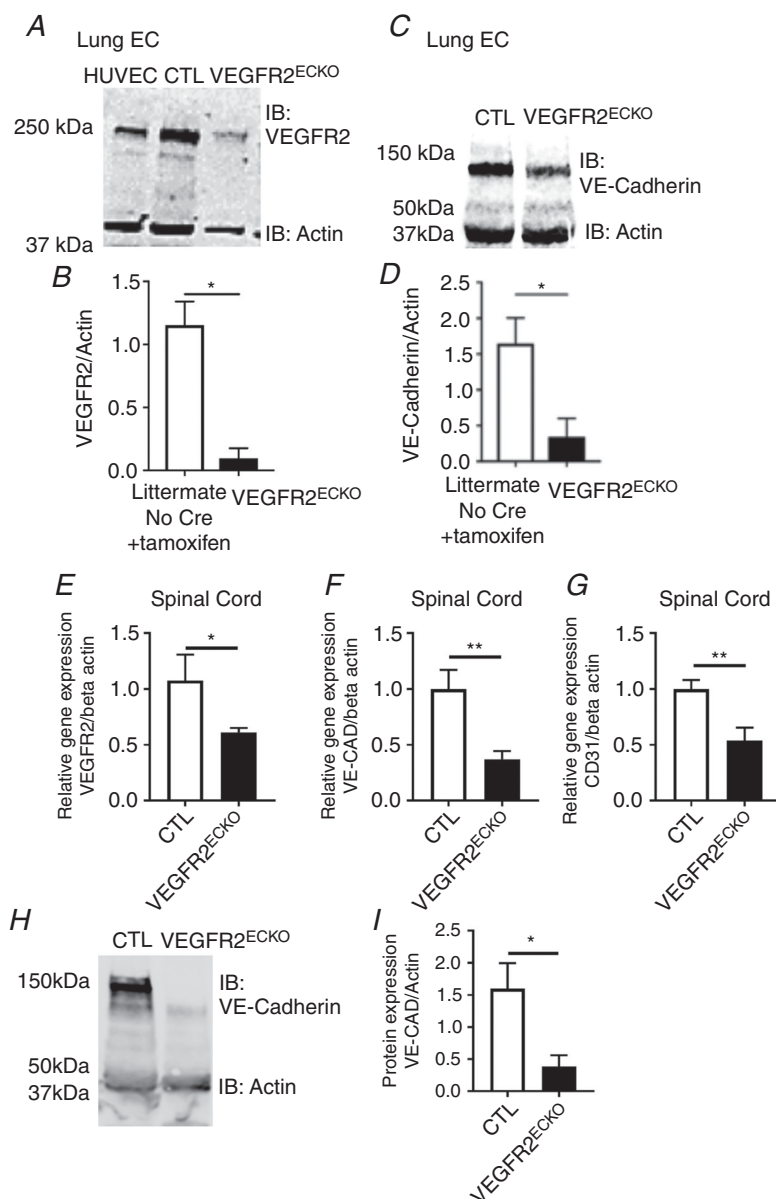 A Lung EC
HUVEC CTL VEGFR2ECKO
250 kDa
IB:
VEGFR2
37 kDa
IB: Actin
C Lung EC
CTL VEGFR2ECKO
150 kDa
IB:
VE-Cadherin
50kDa
37kDa
IB: Actin
B
VEGFR2/Actin
1.5
1.0
0.5
0.0
*
Littermate
No Cre
+tamoxifen
VEGFR2ECKO
D
VE-Cadherin/Actin
2.5
2.0
1.5
1.0
0.5
0.0
*
Littermate
No Cre
+tamoxifen
VEGFR2ECKO
E Spinal Cord
Relative gene expression
VEGFR2/beta actin
1.5
1.0
0.5
0.0
*
CTL
VEGFR2ECKO
F Spinal Cord
Relative gene expression
VE-CAD/beta actin
1.5
1.0
0.5
0.0
**
CTL
VEGFR2ECKO
G Spinal Cord
Relative gene expression
CD31/beta actin
1.5
1.0
0.5
0.0
**
CTL
VEGFR2ECKO
H
CTL VEGFR2ECKO
150kDa
IB:
VE-Cadherin
50kDa
37kDa
IB: Actin
I
Protein expression
VE-CAD/Actin
2.5
2.0
1.5
1.0
0.5
0.0
*
CTL
VEGFR2ECKO